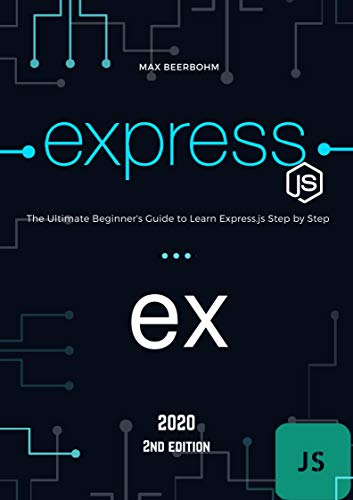 MAX BEERBOHM
express
JS
The Ultimate Beginner's Guide to Learn Express.js Step by Step
ex
2020
2ND EDITION
JS